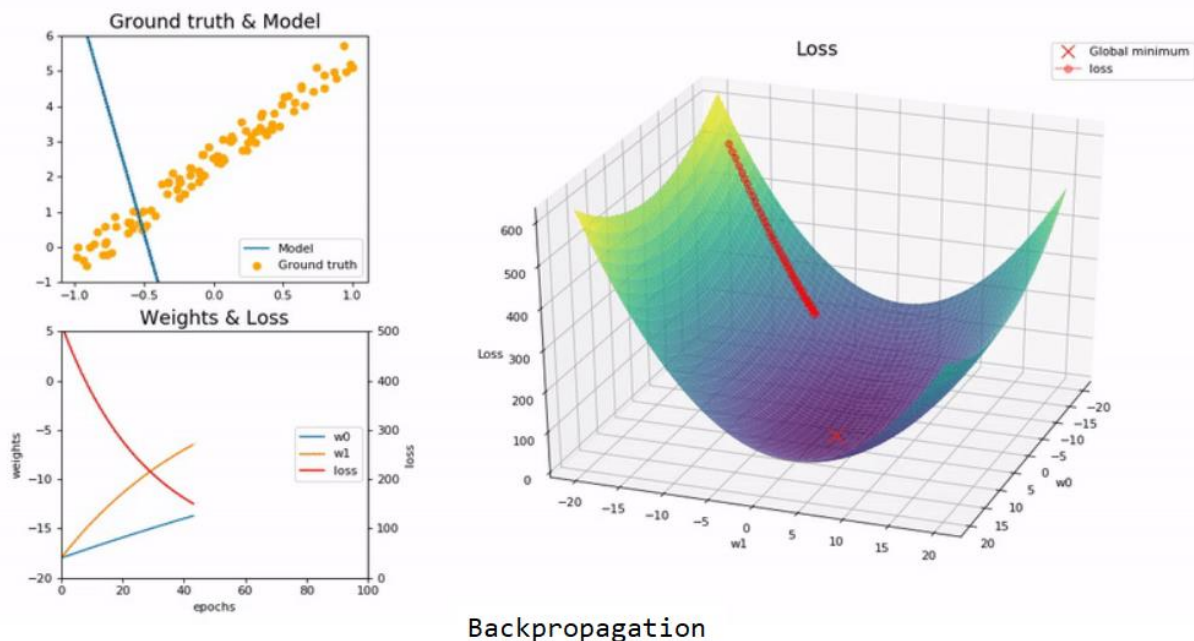 Ground truth & Model
6
5
4
3
2
1
0
−1
−1.0 −0.5 0.0 0.5 1.0
Model
Ground truth
Weights & Loss
5
0
−5
−10
−15
−20
weights
500
400
300
200
100
0
loss
w0
w1
loss
0 20 40 60 80 100
epochs
Loss
Global minimum
loss
600
500
400
300
200
100
0
Loss
−20 −15 −10 −5 0 5 10 15 20
w1
−20
−15
−10
−5
0
5
10
15
20
w0
Backpropagation